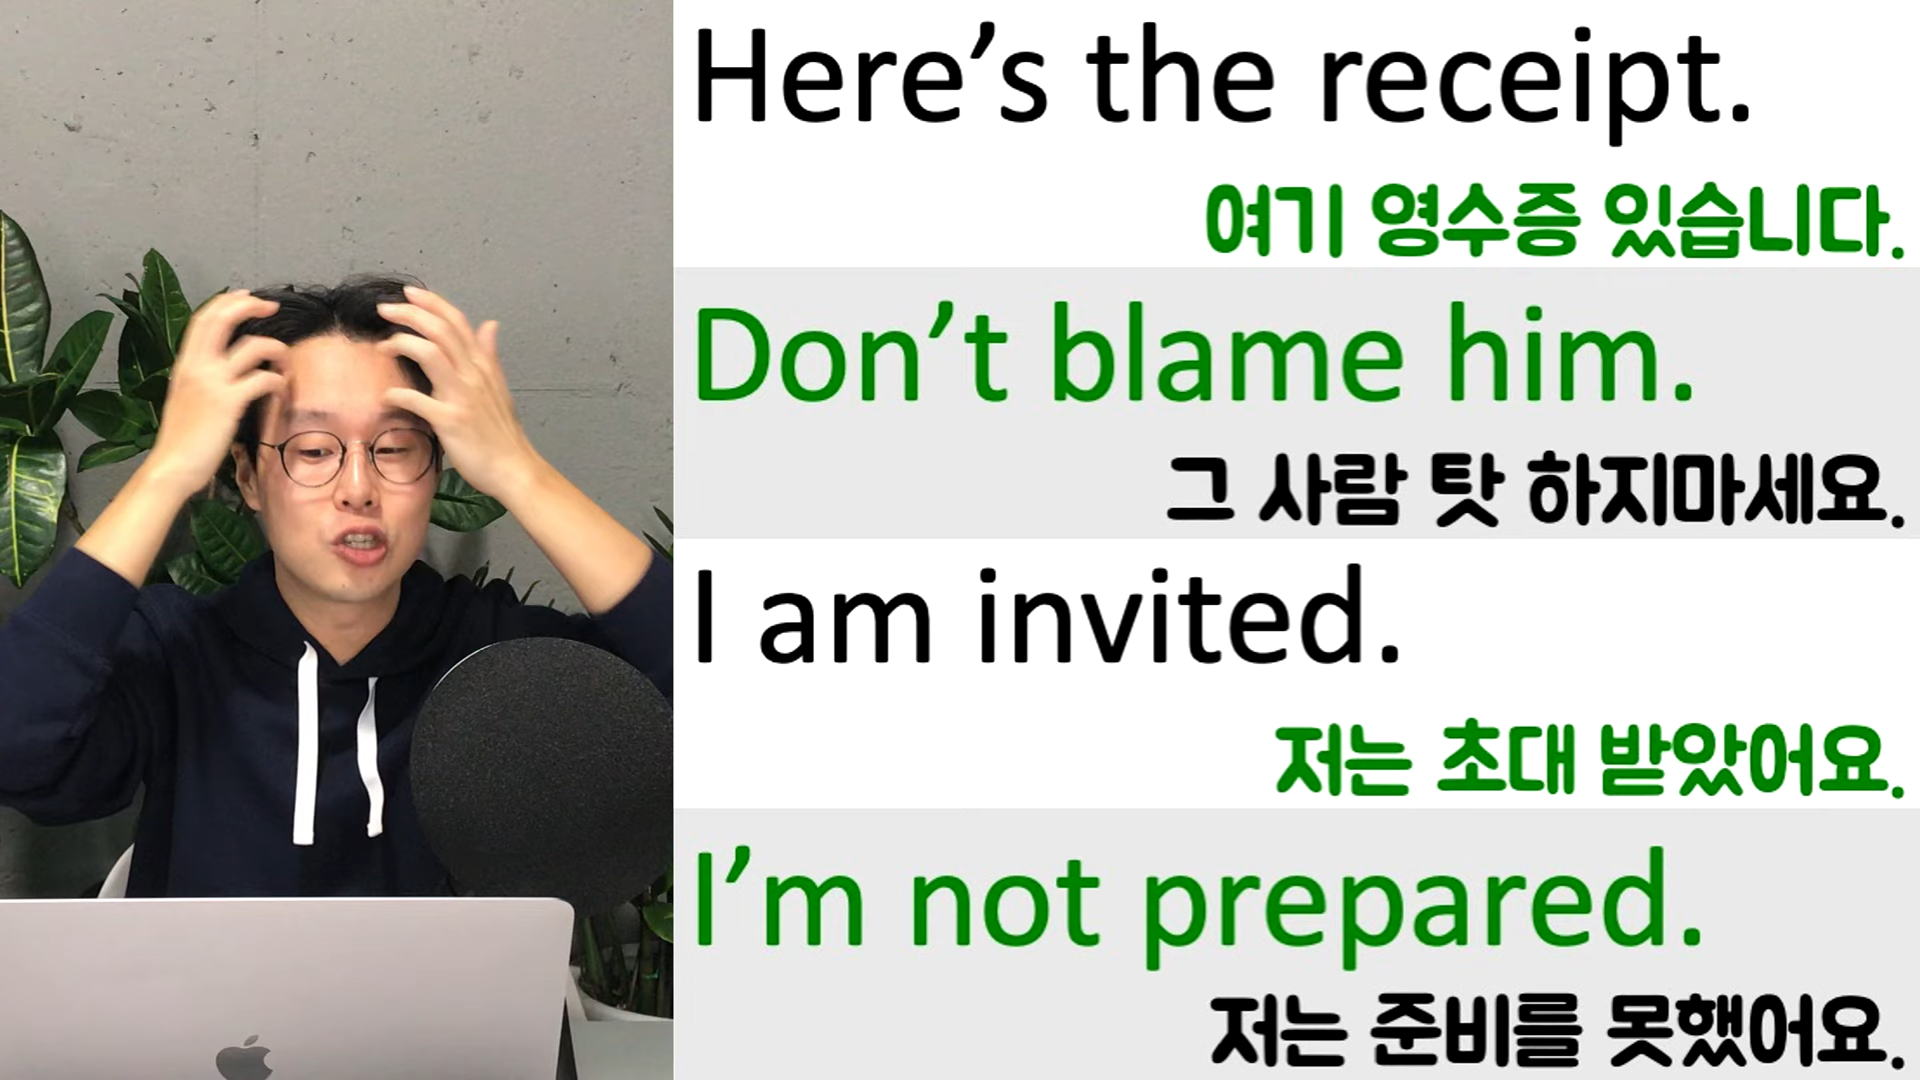 Here’s the receipt.
여기 영수증 있습니다.
Don’t blame him.
그 사람 탓 하지마세요.
I am invited.
저는 초대 받았어요.
I’m not prepared.
저는 준비를 못했어요.